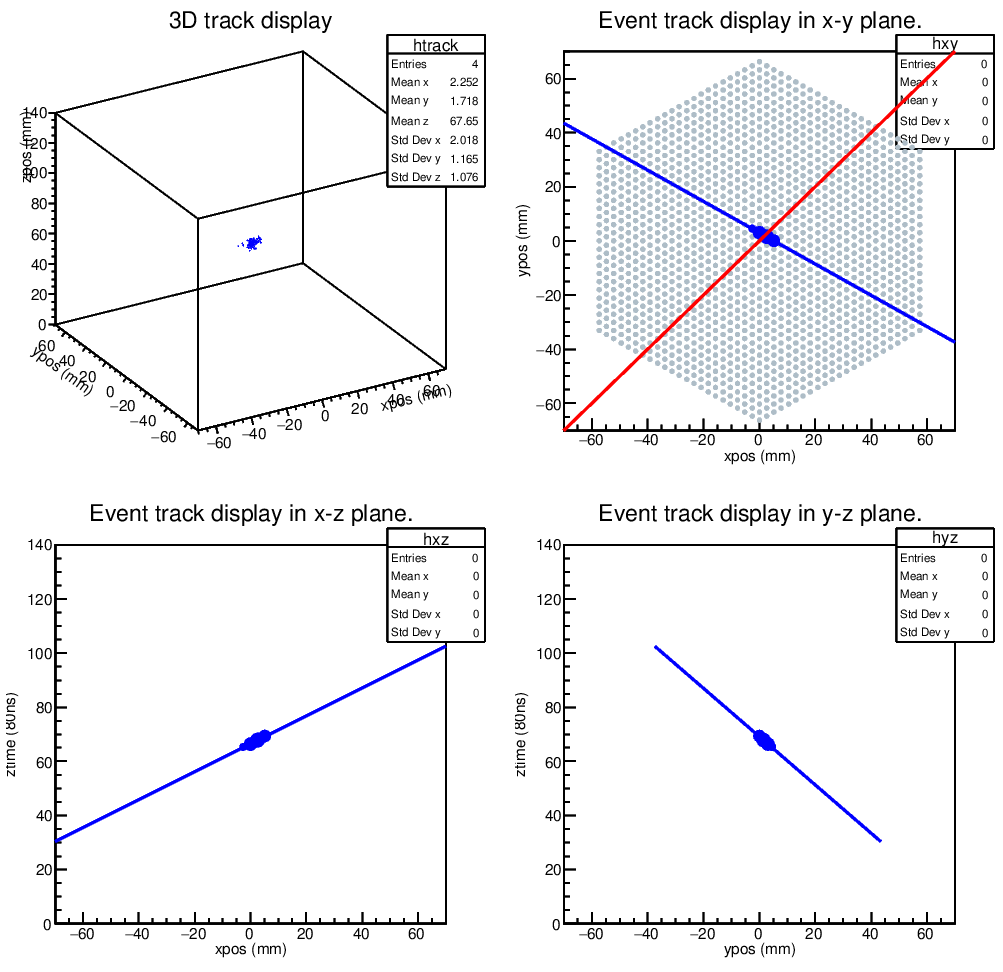 3D track display
htrack
Entries 4
Mean x 2.252
Mean y 1.718
Mean z 67.65
Std Dev x 2.018
Std Dev y 1.165
Std Dev z 1.076
zpos (mm)
140
120
100
80
60
40
20
0
ypos (mm)
60
40
20
0
−20
−40
−60
−60
−40
−20
0
20
40
60
xpos (mm)
Event track display in x-y plane.
hxy
Entries 0
Mean x 0
Mean y 0
Std Dev x 0
Std Dev y 0
ypos (mm)
60
40
20
0
−20
−40
−60
−60 −40 −20 0 20 40 60
xpos (mm)
Event track display in x-z plane.
hxz
Entries 0
Mean x 0
Mean y 0
Std Dev x 0
Std Dev y 0
ztime (80ns)
140
120
100
80
60
40
20
0
−60 −40 −20 0 20 40 60
xpos (mm)
Event track display in y-z plane.
hyz
Entries 0
Mean x 0
Mean y 0
Std Dev x 0
Std Dev y 0
ztime (80ns)
140
120
100
80
60
40
20
0
−60 −40 −20 0 20 40 60
ypos (mm)